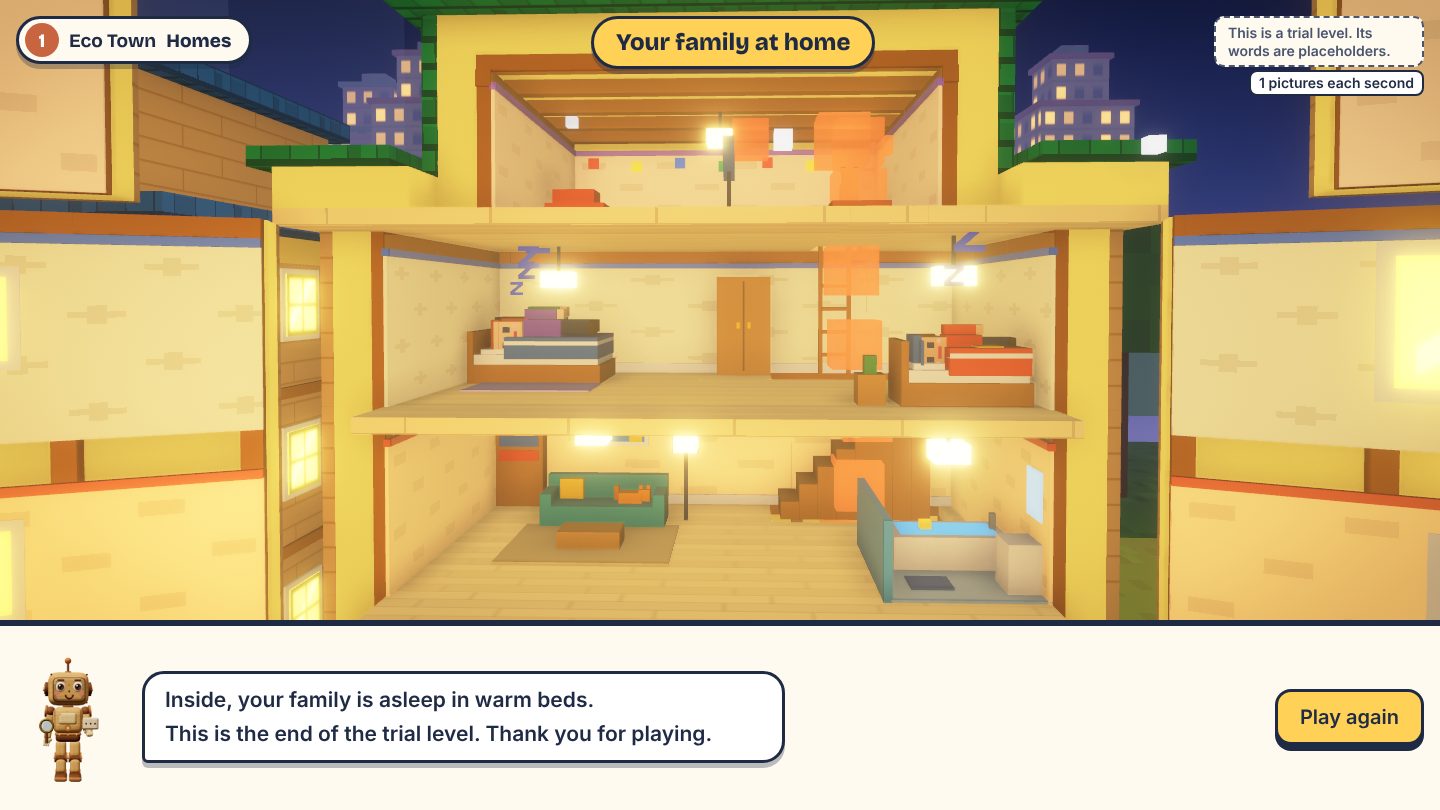 1 Eco Town Homes
Your family at home
This is a trial level. Its
words are placeholders.
1 pictures each second
Z
Z
Z
Z
Z
Inside, your family is asleep in warm beds.
This is the end of the trial level. Thank you for playing.
Play again